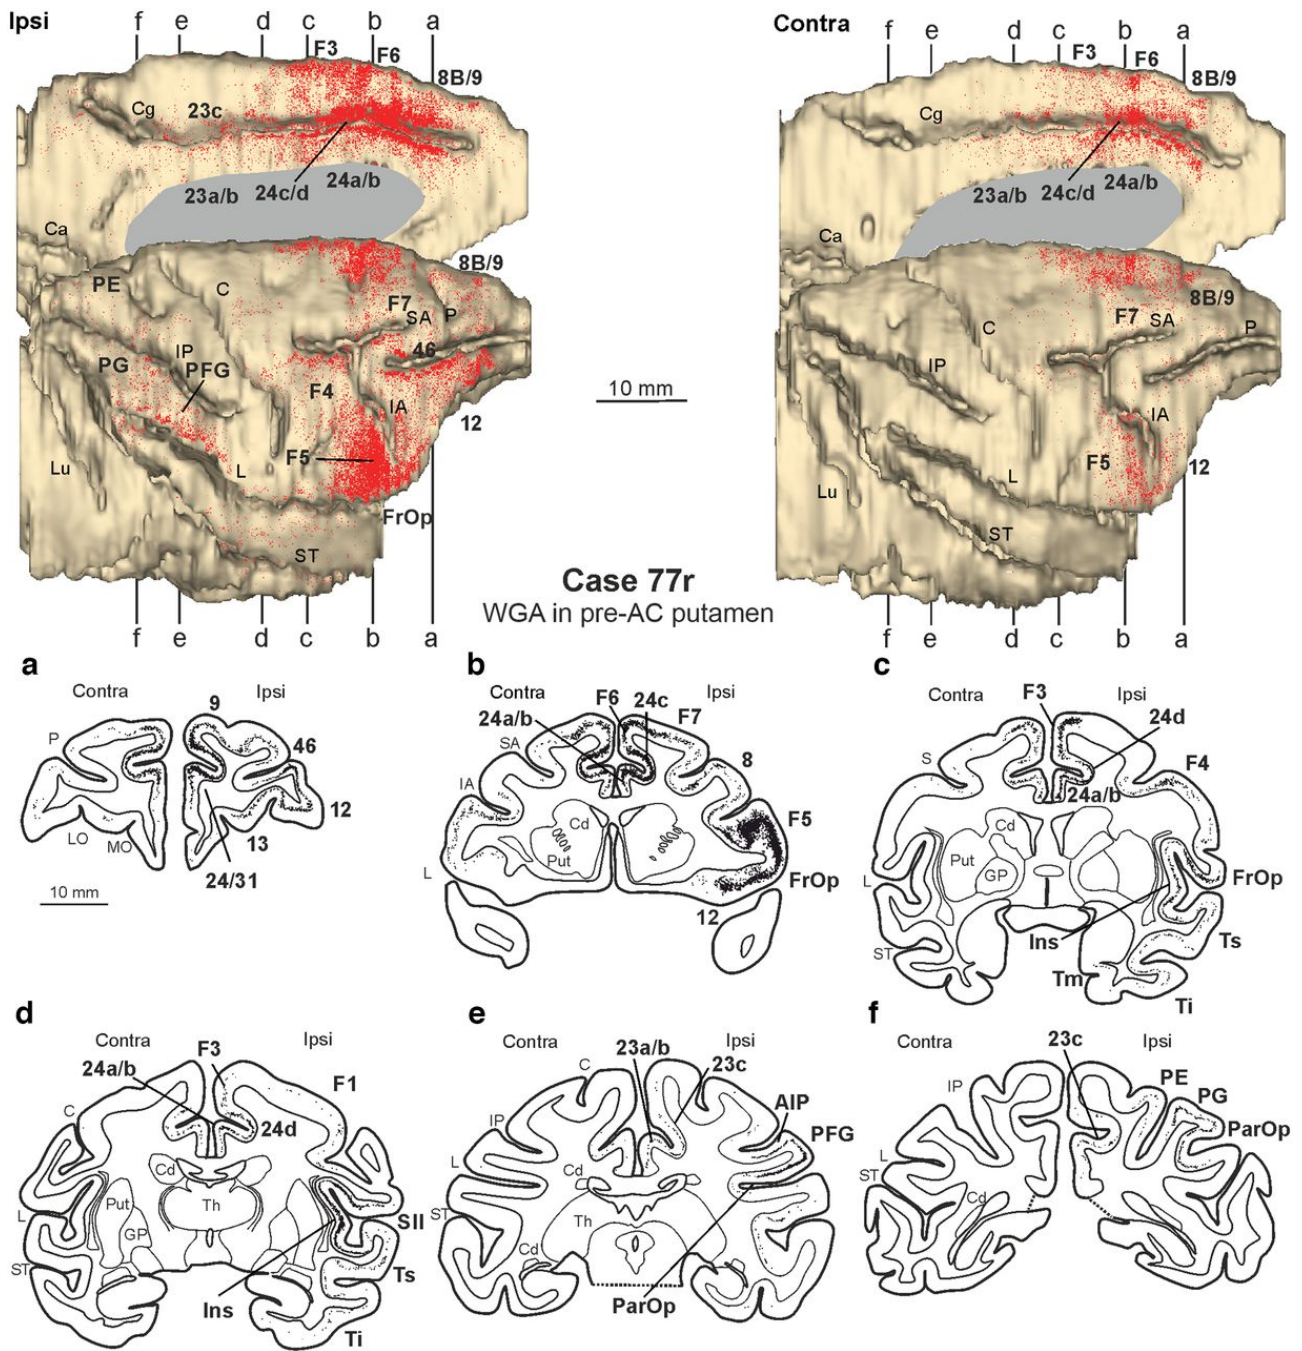 Ipsi
f e d c b a
F3
F6
8B/9
Cg
23c
23a/b
24c/d
24a/b
Ca
PE
C
8B/9
F7
SA
P
IP
PG
PFG
46
F4
IA
12
Lu
L
F5
FrOp
ST
f e d c b a
Contra
f e d c b a
F3
F6
8B/9
Cg
23a/b
24c/d
24a/b
Ca
8B/9
C
F7
SA
P
IP
IA
F5
12
Lu
L
ST
f e d c b a
10 mm
Case 77r
WGA in pre-AC putamen
a
Contra
Ipsi
9
P
46
12
LO
MO
13
24/31
10 mm
b
Contra
Ipsi
F6
24c
24a/b
F7
SA
8
IA
Cd
F5
Put
L
FrOp
12
c
Contra
F3
Ipsi
24d
S
F4
24a/b
Cd
Put
GP
L
FrOp
Ins
Ts
ST
Tm
Ti
d
Contra
F3
Ipsi
24a/b
F1
C
24d
L
Cd
Put
Th
GP
L
SII
ST
Ts
Ins
Ti
e
Contra
Ipsi
23a/b
23c
C
AIP
IP
PFG
L
Cd
ST
Th
Cd
ParOp
f
Contra
23c
Ipsi
IP
PE
PG
ParOp
L
ST
Cd